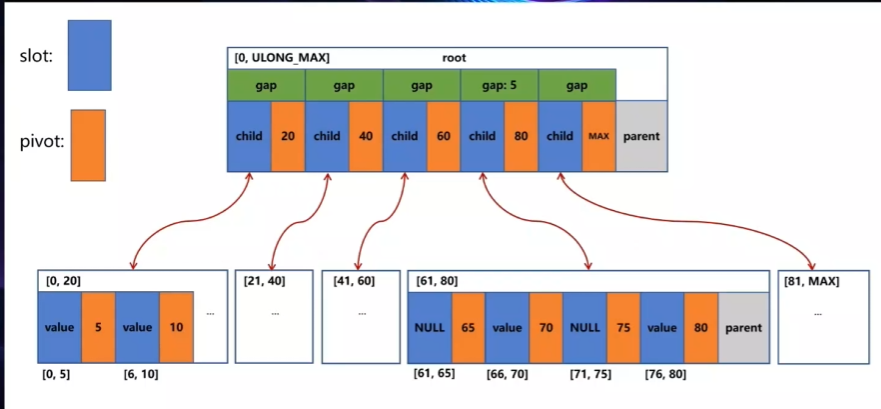 slot:
pivot:
[0, ULONG_MAX] root
gap gap gap gap: 5 gap
child 20 child 40 child 60 child 80 child MAX parent
[0, 20] [21, 40] [41, 60] [61, 80] [81, MAX]
value 5 value 10 ... ... ... NULL 65 value 70 NULL 75 value 80 parent ...
[0, 5] [6, 10] [61, 65] [66, 70] [71, 75] [76, 80]